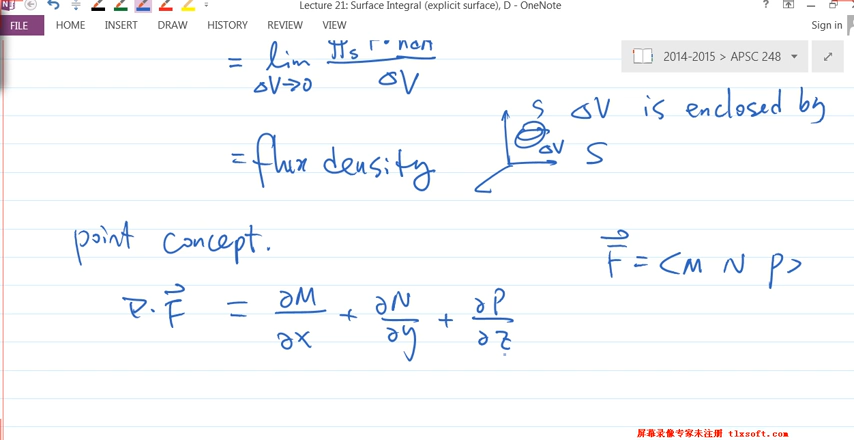 Lecture 21: Surface Integral (explicit surface), D - OneNote
FILE HOME INSERT DRAW HISTORY REVIEW VIEW Sign in
2014-2015 > APSC 248
= lim ΔV→0 ∯s F · n dA / ΔV
S ΔV is enclosed by
= flux density ΔV S
point concept.
F⃗ = <M N P>
∇·F⃗ = ∂M/∂x + ∂N/∂y + ∂P/∂z
屏幕录像专家未注册 tlxsoft.com